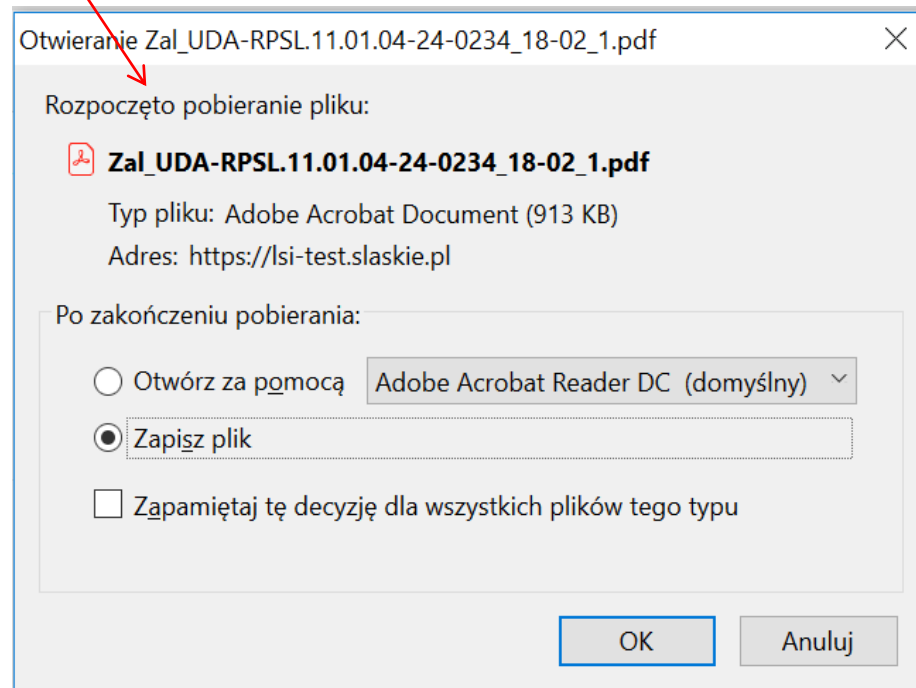 Otwieranie Zal_UDA-RPSL.11.01.04-24-0234_18-02_1.pdf
Rozpoczęto pobieranie pliku:
Zal_UDA-RPSL.11.01.04-24-0234_18-02_1.pdf
Typ pliku: Adobe Acrobat Document (913 KB)
Adres: https://lsi-test.slaskie.pl
Po zakończeniu pobierania:
Otwórz za pomocą Adobe Acrobat Reader DC (domyślny)
Zapisz plik
Zapamiętaj tę decyzję dla wszystkich plików tego typu
OK Anuluj